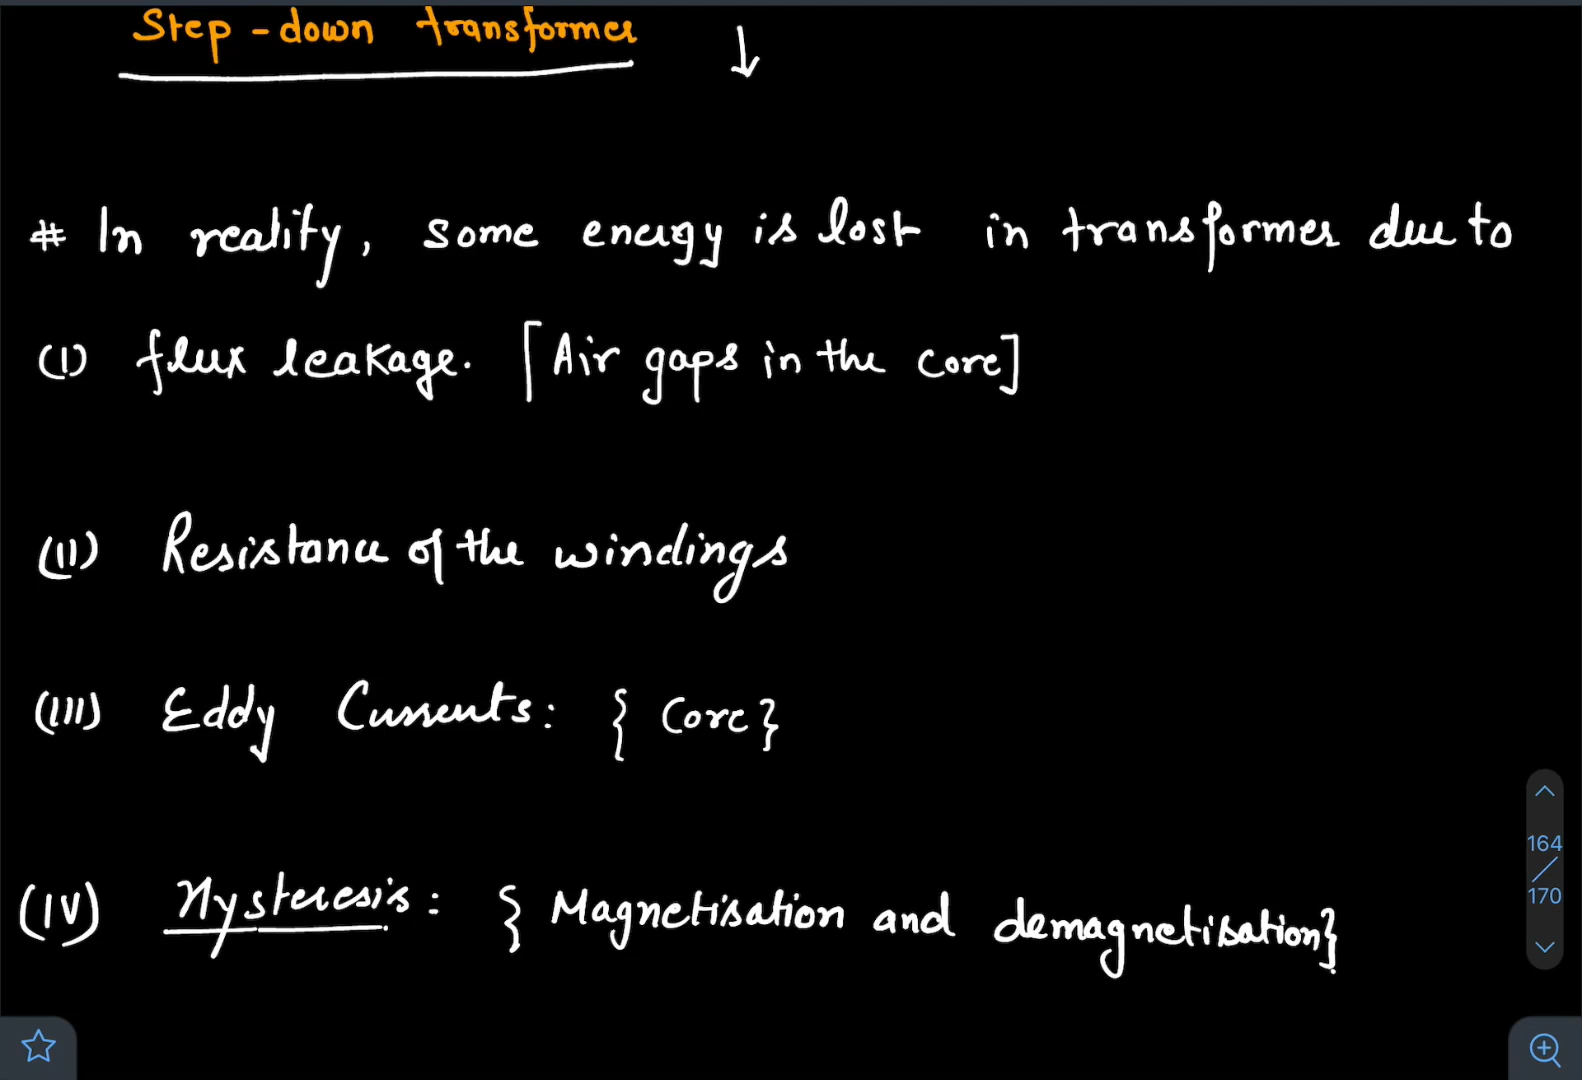 Step-down transformer ↓
# In reality, some energy is lost in transformer due to
(I) flux leakage. [Air gaps in the core]
(II) Resistance of the windings
(III) Eddy Currents: { Core}
(IV) Hysteresis: { Magnetisation and demagnetisation}
164
/
170